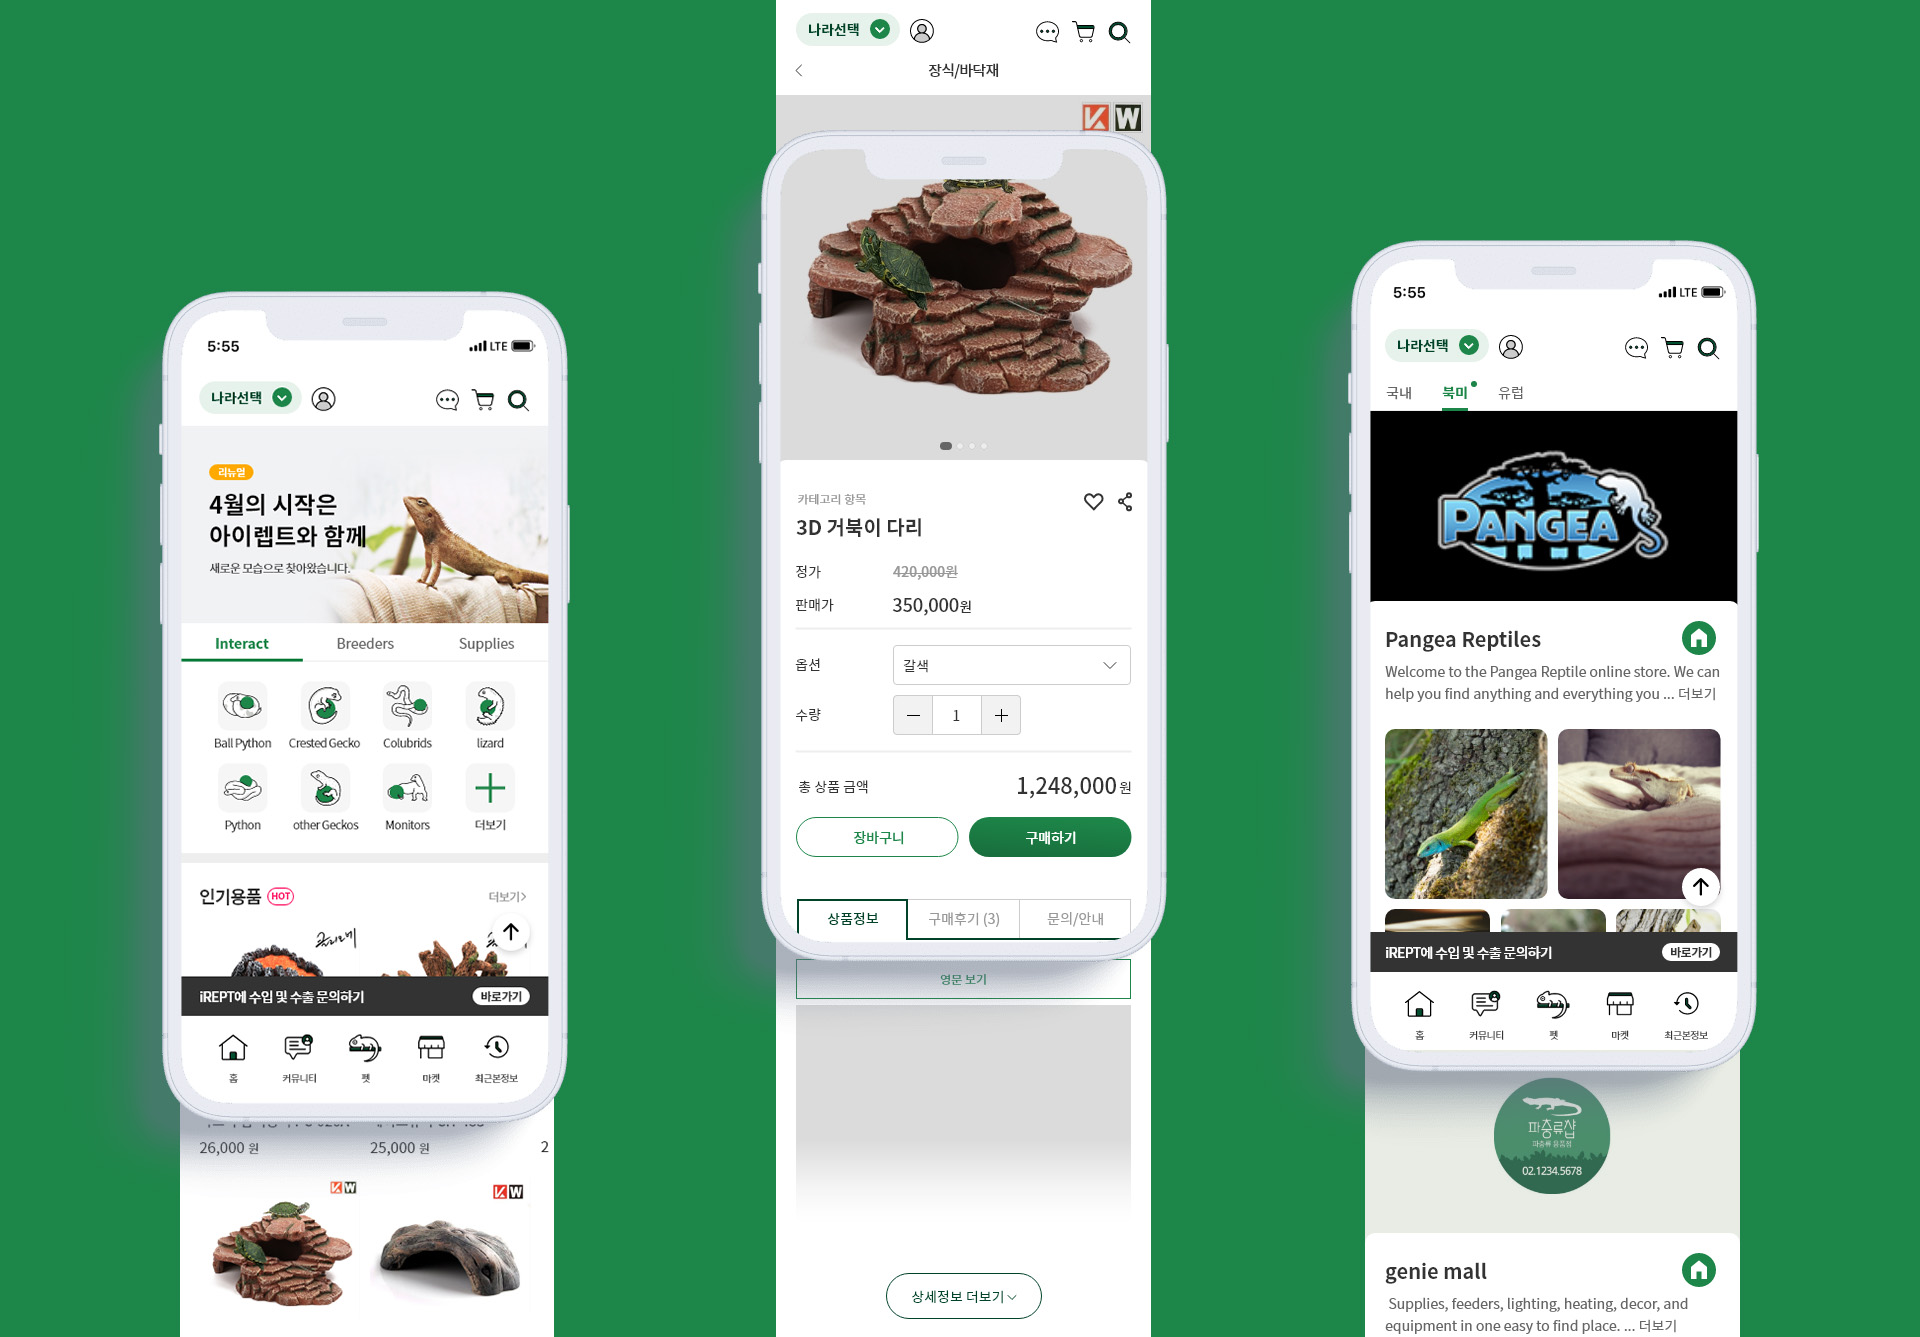 5:55
LTE
나라선택
리뉴얼
4월의 시작은
아이렙트와 함께
새로운 모습으로 찾아왔습니다.
Interact
Breeders
Supplies
Ball Python
Crested Gecko
Colubrids
lizard
Python
other Geckos
Monitors
더보기
인기용품
HOT
더보기>
iREPT에 수입 및 수출 문의하기
바로가기
홈
커뮤니티
펫
마켓
최근본정보
26,000 원
25,000 원
2
KW
KW
나라선택
장식/바닥재
KW
카테고리 항목
3D 거북이 다리
정가
420,000원
판매가
350,000원
옵션
갈색
수량
1
총 상품 금액
1,248,000 원
장바구니
구매하기
상품정보
구매후기 (3)
문의/안내
영문 보기
상세정보 더보기
5:55
LTE
나라선택
국내
북미
유럽
PANGEA
Pangea Reptiles
Welcome to the Pangea Reptile online store. We can
help you find anything and everything you ... 더보기
iREPT에 수입 및 수출 문의하기
바로가기
홈
커뮤니티
펫
마켓
최근본정보
파충류샵
파충류 용품점
02.1234.5678
genie mall
Supplies, feeders, lighting, heating, decor, and
equipment in one easy to find place. ... 더보기